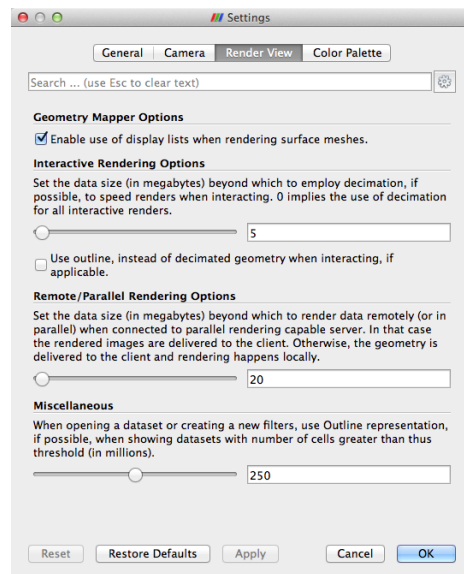 Settings
General Camera Render View Color Palette
Search ... (use Esc to clear text)
Geometry Mapper Options
Enable use of display lists when rendering surface meshes.
Interactive Rendering Options
Set the data size (in megabytes) beyond which to employ decimation, if
possible, to speed renders when interacting. 0 implies the use of decimation
for all interactive renders.
5
Use outline, instead of decimated geometry when interacting, if
applicable.
Remote/Parallel Rendering Options
Set the data size (in megabytes) beyond which to render data remotely (or in
parallel) when connected to parallel rendering capable server. In that case
the rendered images are delivered to the client. Otherwise, the geometry is
delivered to the client and rendering happens locally.
20
Miscellaneous
When opening a dataset or creating a new filters, use Outline representation,
if possible, when showing datasets with number of cells greater than thus
threshold (in millions).
250
Reset Restore Defaults Apply Cancel OK